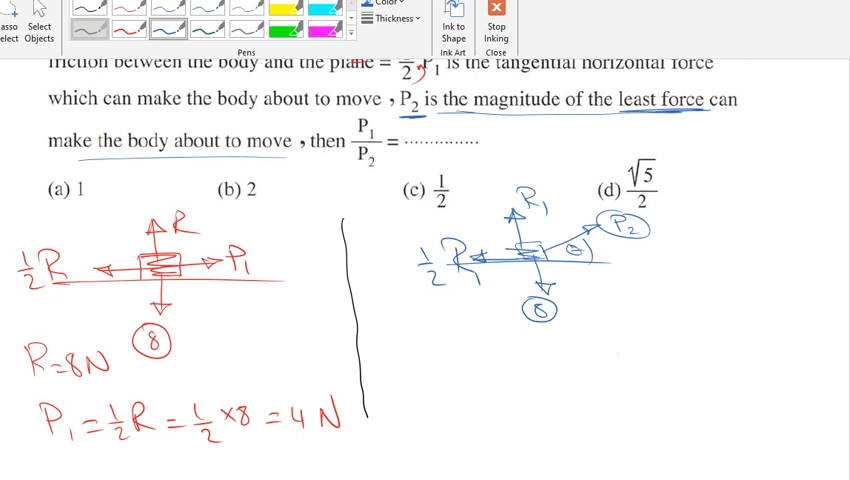 asso Select
elect Objects
Pens
Color
Thickness
Ink to Stop
Shape Inking
Ink Art Close
friction between the body and the plane = 1/2 , P₁ is the tangential horizontal force
which can make the body about to move , P₂ is the magnitude of the least force can
make the body about to move , then P₁/P₂ = ...............
(a) 1 (b) 2 (c) 1/2 (d) √5/2
R
1/2 R P₁
8
R = 8N
P₁ = 1/2 R = 1/2 × 8 = 4 N
R₁
P₂
1/2 R₁ θ
8